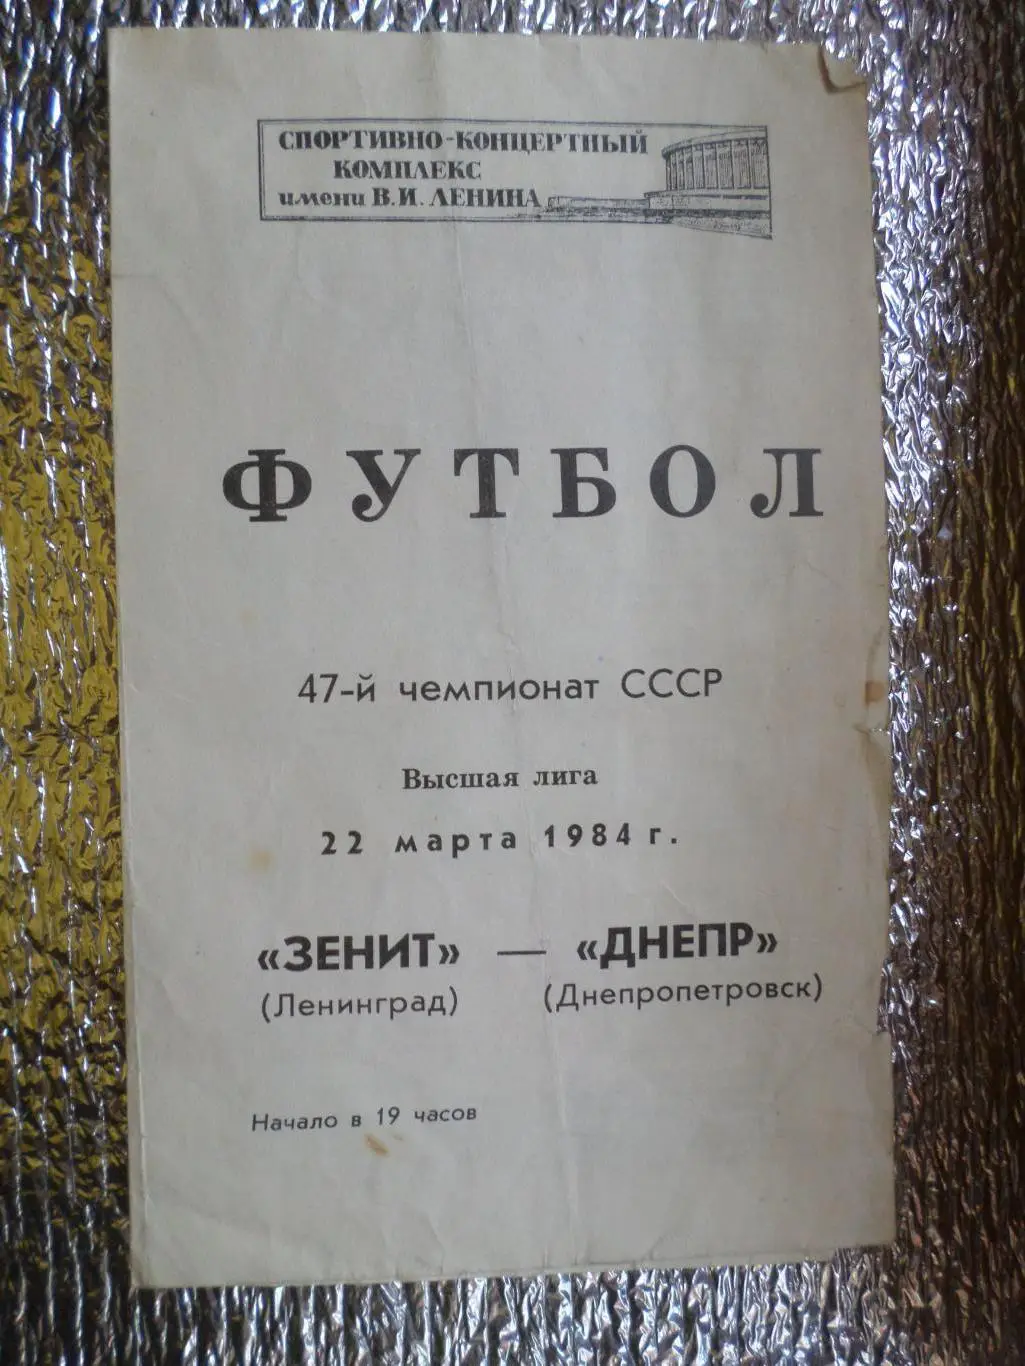 СПОРТИВНО-КОНЦЕРТНЫЙ
КОМПЛЕКС
имени В.И. ЛЕНИНА
ФУТБОЛ
47-й чемпионат СССР
Высшая лига
22 марта 1984 г.
«ЗЕНИТ» — «ДНЕПР»
(Ленинград) (Днепропетровск)
Начало в 19 часов